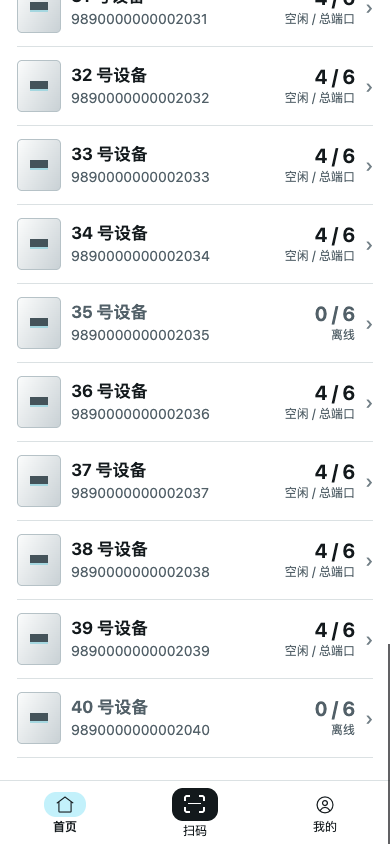 4/6
9890000000002031
空闲 / 总端口
32 号设备
4/6
9890000000002032
空闲 / 总端口
33 号设备
4/6
9890000000002033
空闲 / 总端口
34 号设备
4/6
9890000000002034
空闲 / 总端口
35 号设备
0/6
9890000000002035
离线
36 号设备
4/6
9890000000002036
空闲 / 总端口
37 号设备
4/6
9890000000002037
空闲 / 总端口
38 号设备
4/6
9890000000002038
空闲 / 总端口
39 号设备
4/6
9890000000002039
空闲 / 总端口
40 号设备
0/6
9890000000002040
离线
首页
扫码
我的